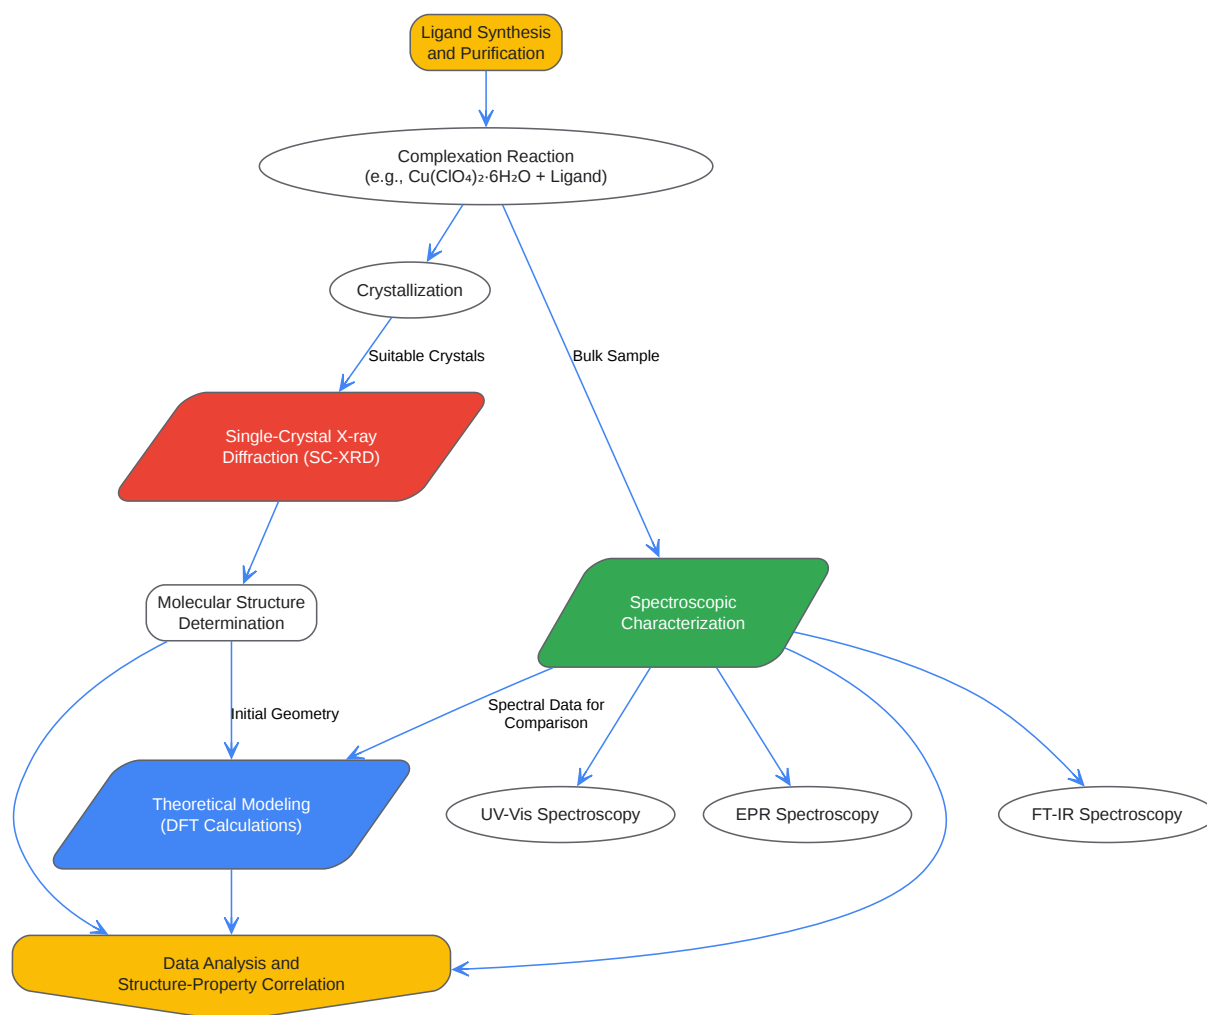 Ligand Synthesis
and Purification
Complexation Reaction
(e.g., Cu(ClO₄)₂·6H₂O + Ligand)
Crystallization
Suitable Crystals
Bulk Sample
Single-Crystal X-ray
Diffraction (SC-XRD)
Molecular Structure
Determination
Spectroscopic
Characterization
Initial Geometry
Spectral Data for
Comparison
Theoretical Modeling
(DFT Calculations)
UV-Vis Spectroscopy
EPR Spectroscopy
FT-IR Spectroscopy
Data Analysis and
Structure-Property Correlation